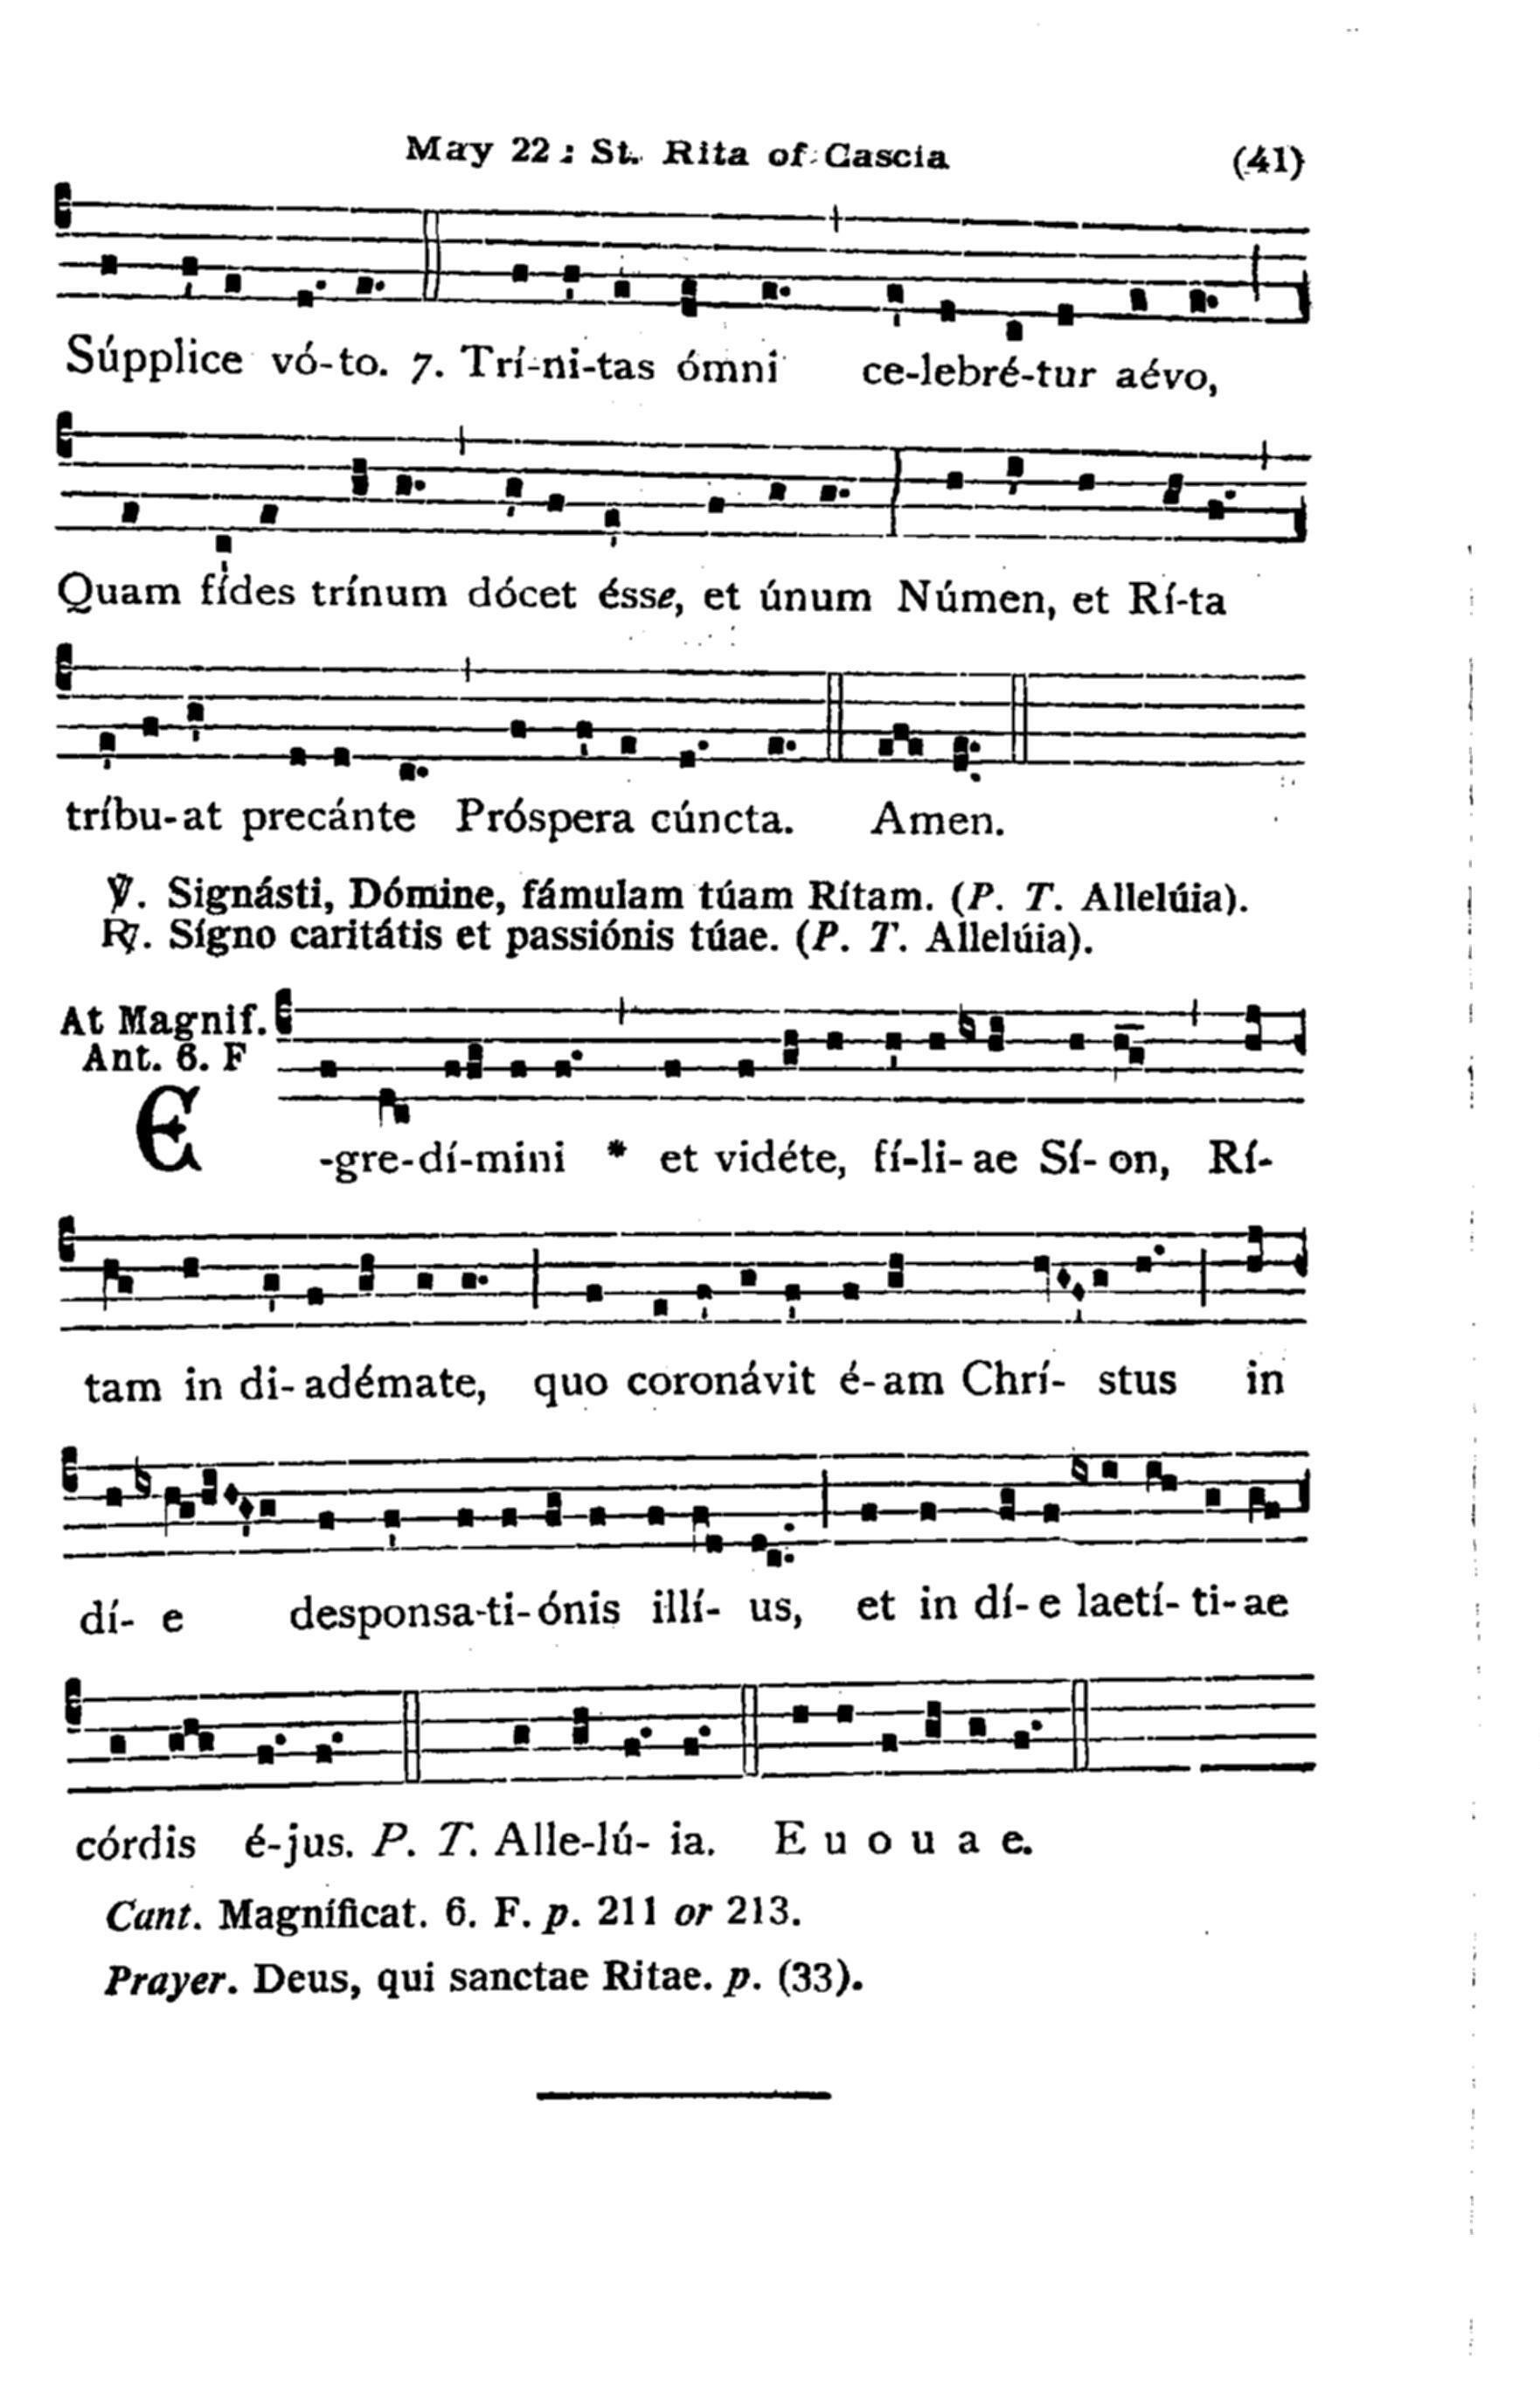 May 22 : St. Rita of Cascia (41)
Súpplice vó-to. 7. Trí-ni-tas ómni ce-lebré-tur aévo,
Quam fídes trínum dócet ésse, et únum Númen, et Rí-ta
tríbu-at precánte Próspera cúncta. Amen.
℣. Signásti, Dómine, fámulam túam Rítam. (P. T. Allelúia).
℟. Sígno caritátis et passiónis túae. (P. T. Allelúia).
At Magnif.
Ant. 6. F
E-gre-dí-mini * et vidéte, fí-li-ae Sí-on, Rí-
tam in di-adémate, quo coronávit é-am Chrí- stus in
dí- e desponsa-ti-ónis illí- us, et in dí-e laetí-ti-ae
córdis é-jus. P. T. Alle-lú- ia. E u o u a e.
Cant. Magníficat. 6. F. p. 211 or 213.
Prayer. Deus, qui sanctae Ritae. p. (33).